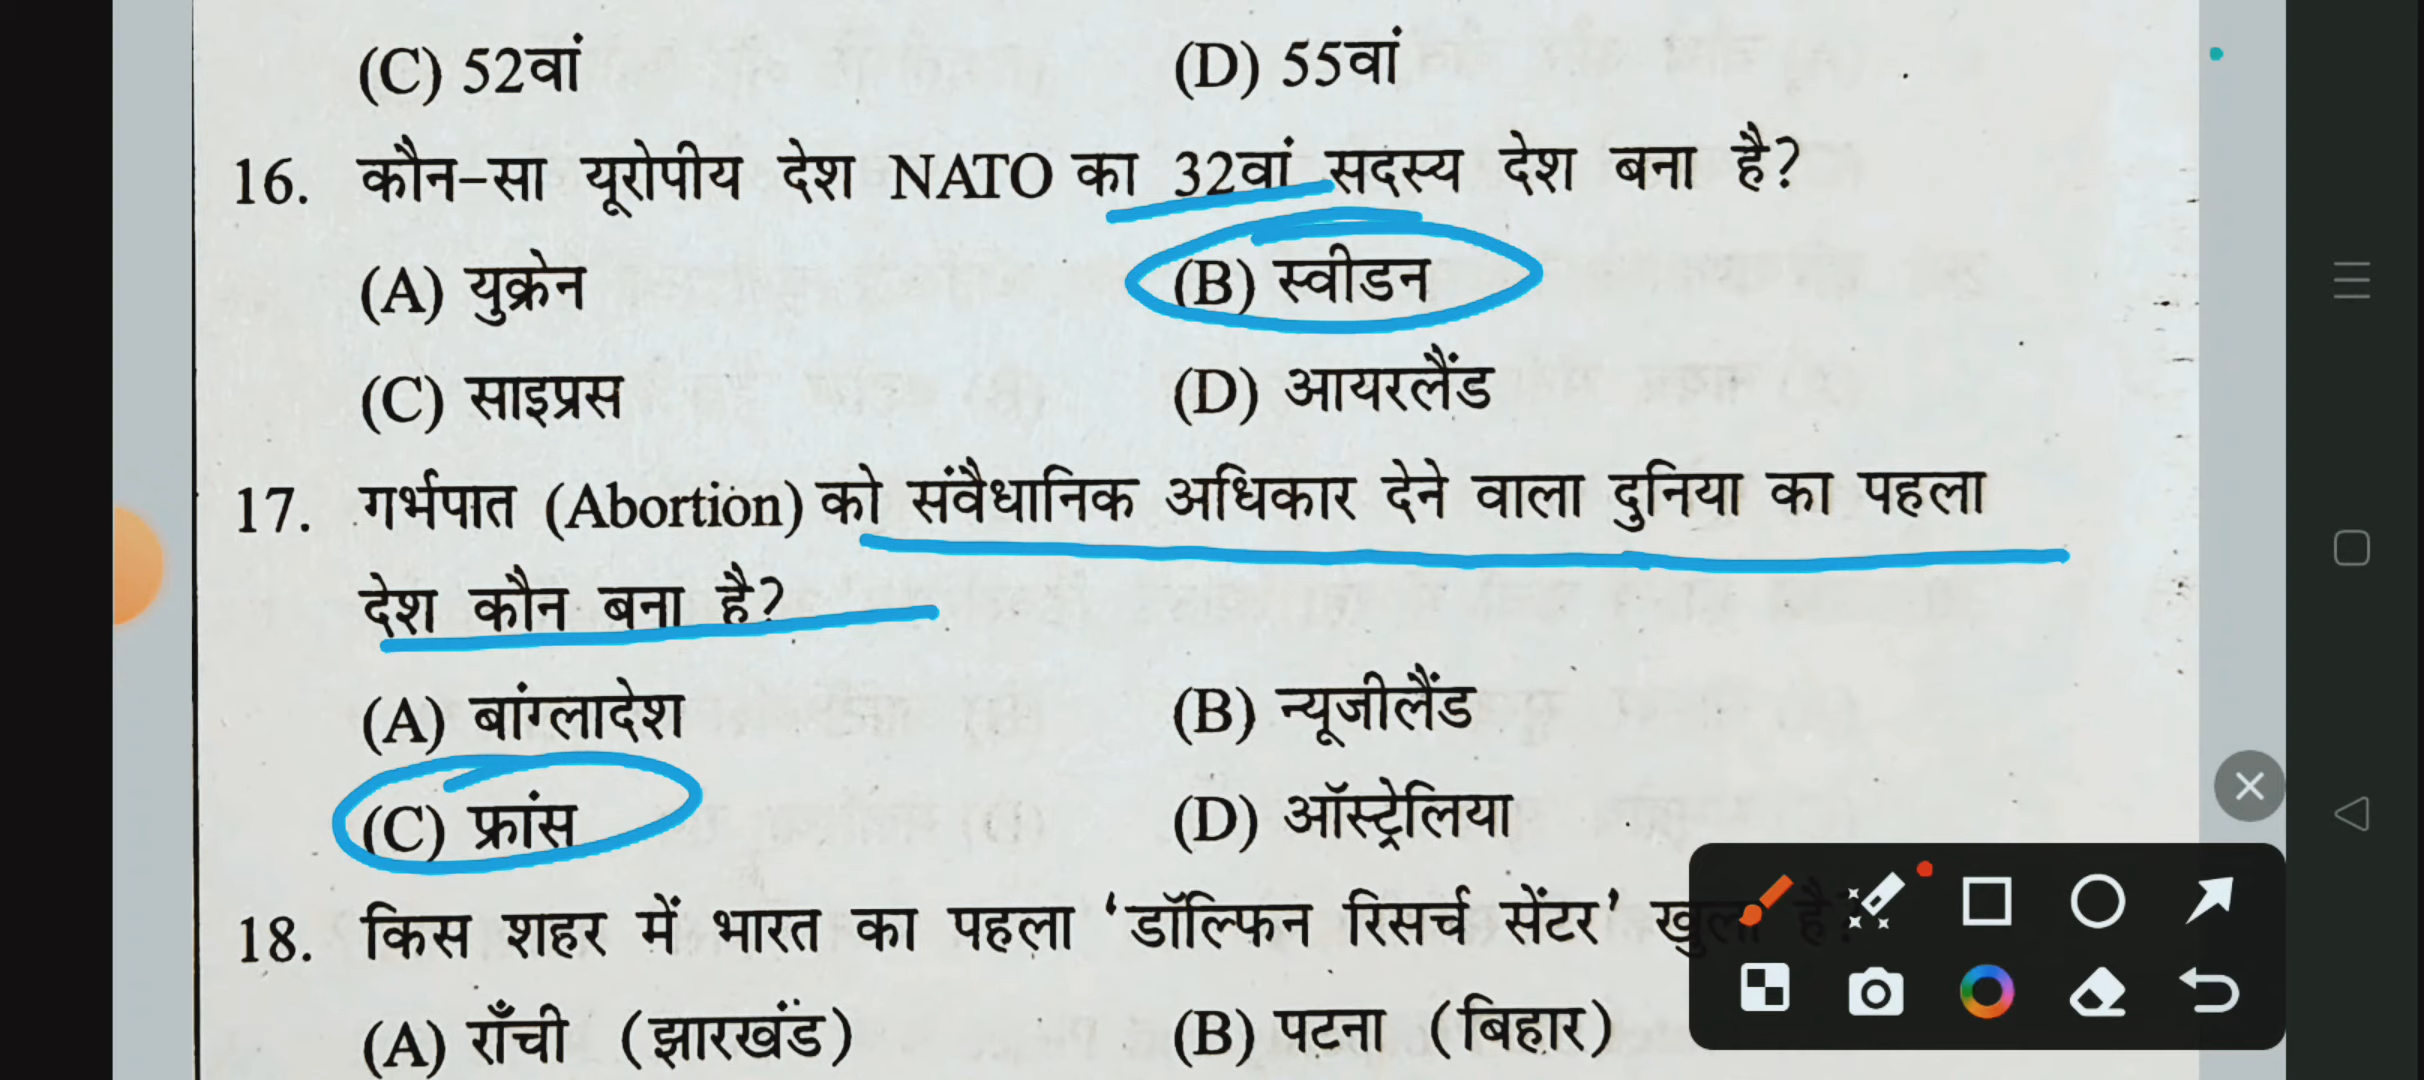 (C) 52वां (D) 55वां
16. कौन-सा यूरोपीय देश NATO का 32वां सदस्य देश बना है?
(A) युक्रेन (B) स्वीडन
(C) साइप्रस (D) आयरलैंड
17. गर्भपात (Abortion) को संवैधानिक अधिकार देने वाला दुनिया का पहला
देश कौन बना है?
(A) बांग्लादेश (B) न्यूजीलैंड
(C) फ्रांस (D) ऑस्ट्रेलिया
18. किस शहर में भारत का पहला ‘डॉल्फिन रिसर्च सेंटर’ खुला है?
(A) राँची (झारखंड) (B) पटना (बिहार)